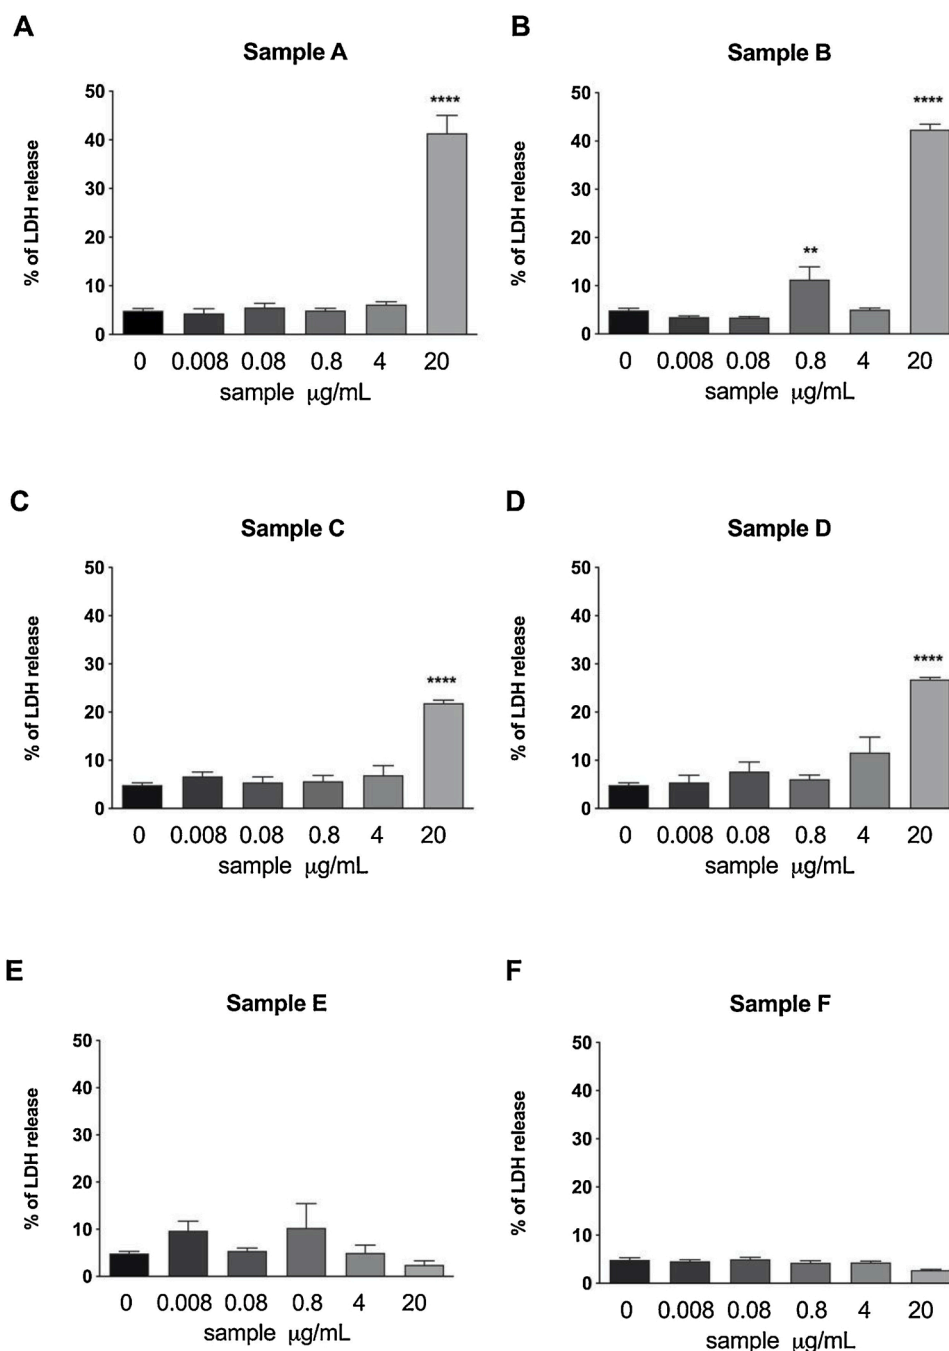 A
Sample A
% of LDH release
50
40
30
20
10
0
****
0 0.008 0.08 0.8 4 20
sample μg/mL
B
Sample B
% of LDH release
50
40
30
20
10
0
**
****
0 0.008 0.08 0.8 4 20
sample μg/mL
C
Sample C
% of LDH release
50
40
30
20
10
0
****
0 0.008 0.08 0.8 4 20
sample μg/mL
D
Sample D
% of LDH release
50
40
30
20
10
0
****
0 0.008 0.08 0.8 4 20
sample μg/mL
E
Sample E
% of LDH release
50
40
30
20
10
0
0 0.008 0.08 0.8 4 20
sample μg/mL
F
Sample F
% of LDH release
50
40
30
20
10
0
0 0.008 0.08 0.8 4 20
sample μg/mL